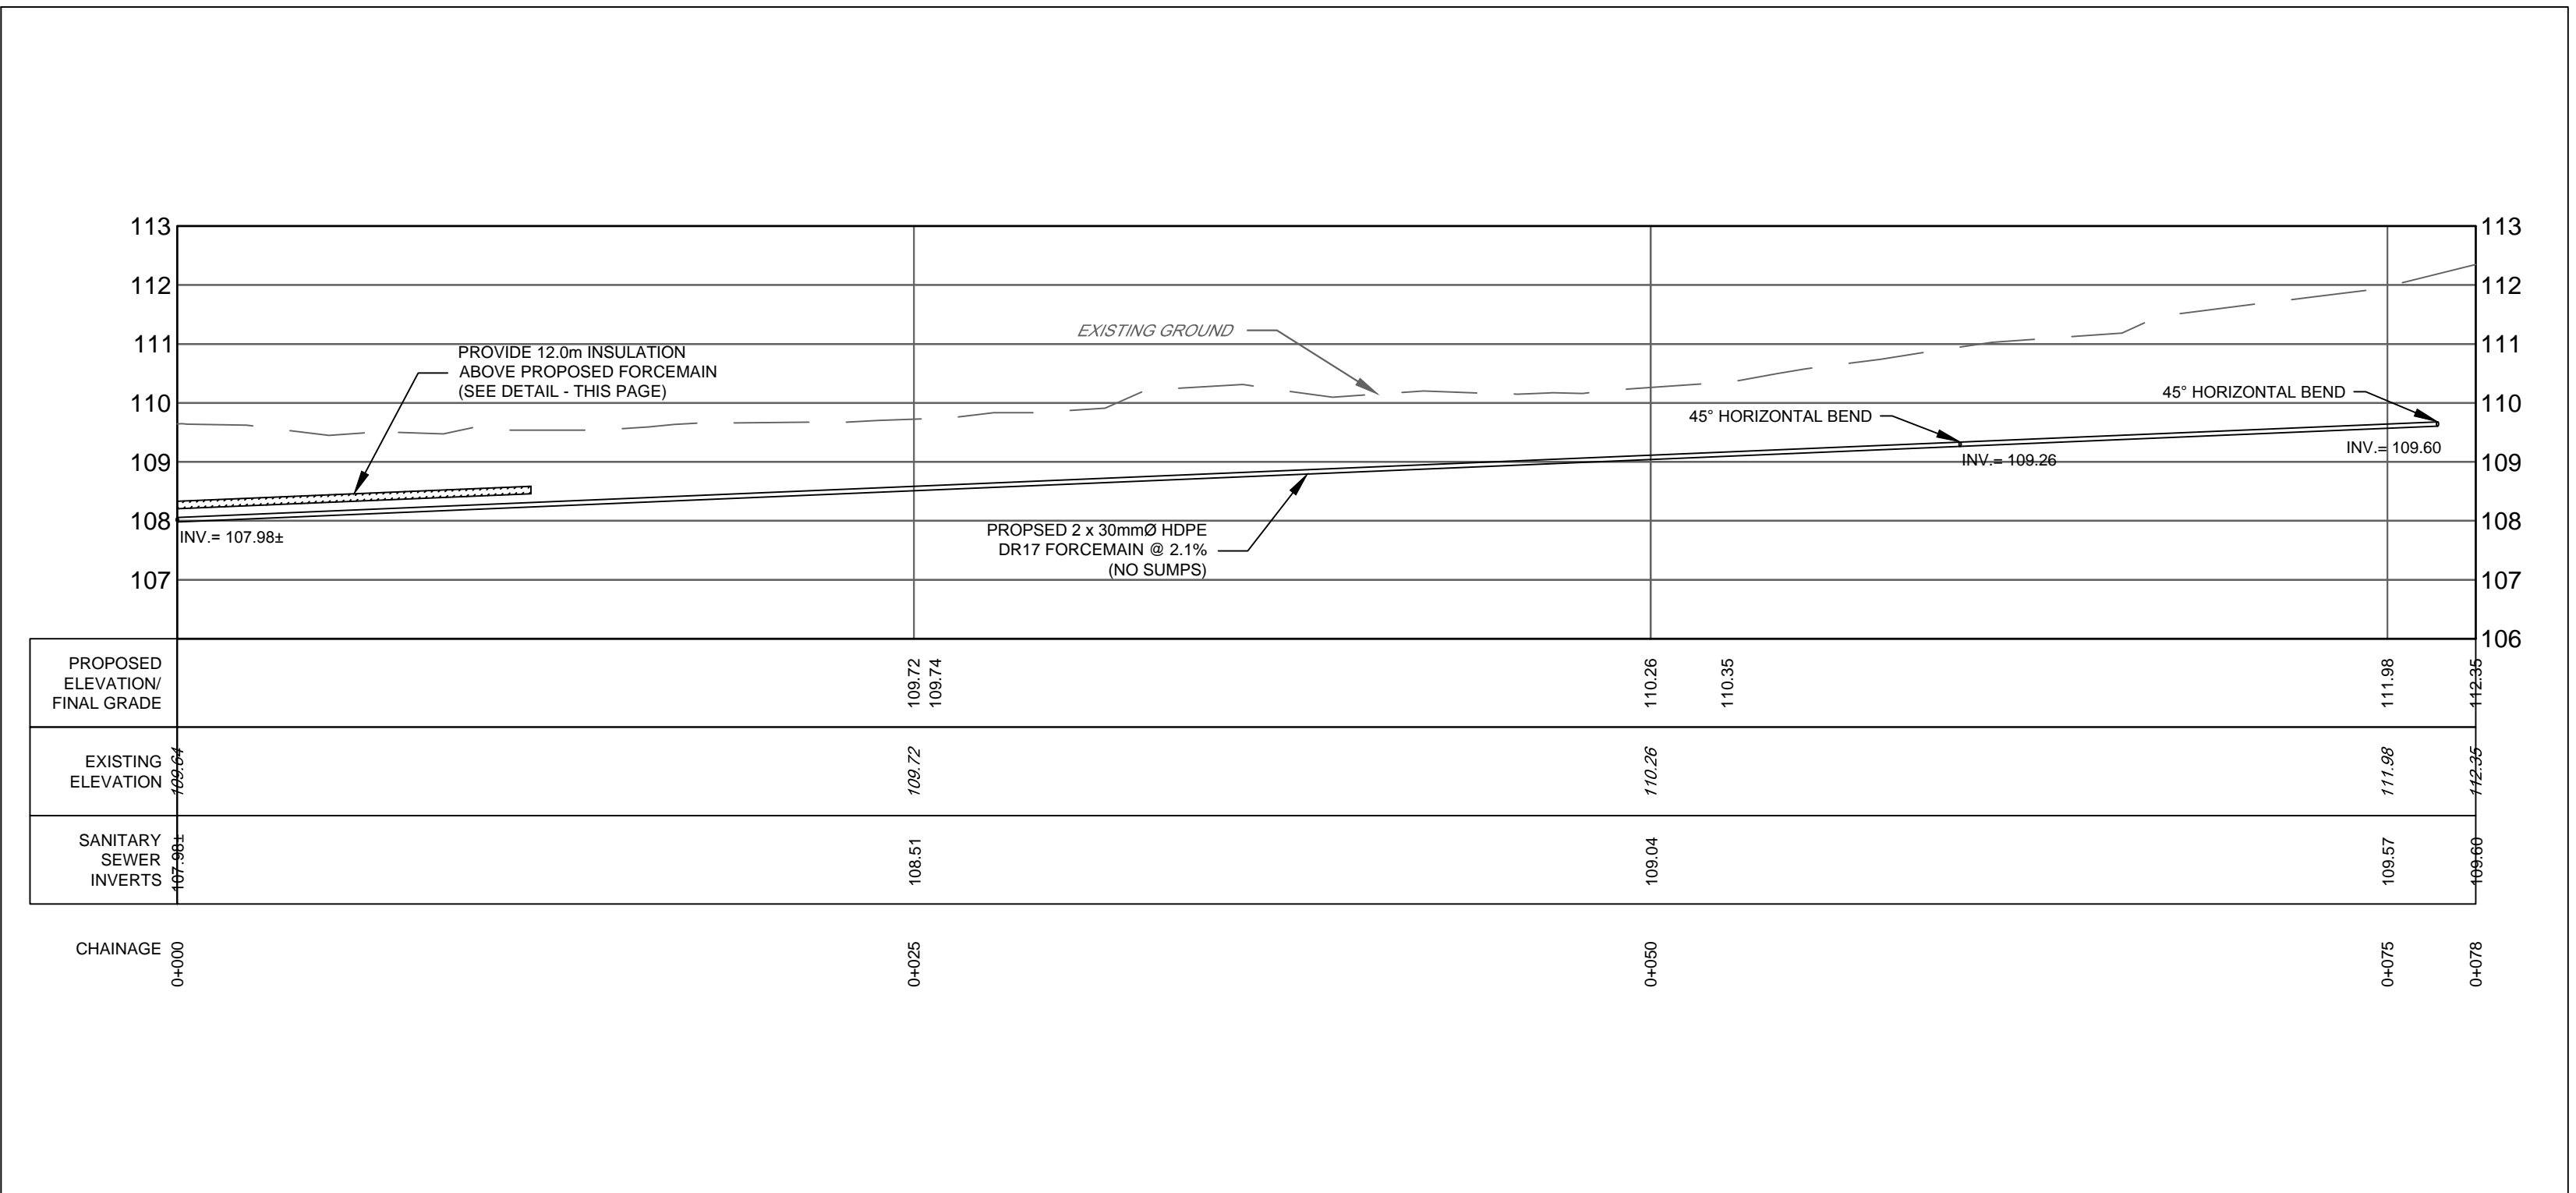 113
113
112
112
111
111
110
110
109
109
108
108
107
107
106
PROVIDE 12.0m INSULATION
ABOVE PROPOSED FORCEMAIN
(SEE DETAIL - THIS PAGE)
EXISTING GROUND
45° HORIZONTAL BEND
45° HORIZONTAL BEND
INV.= 109.60
INV.= 109.26
INV.= 107.98±
PROPSED 2 x 30mmØ HDPE
DR17 FORCEMAIN @ 2.1%
(NO SUMPS)
PROPOSED
ELEVATION/
FINAL GRADE
109.72
109.74
110.26
110.35
111.98
112.35
EXISTING
ELEVATION
109.64
109.72
110.26
111.98
112.35
SANITARY
SEWER
INVERTS
107.98±
108.51
109.04
109.57
109.60
CHAINAGE
0+000
0+025
0+050
0+075
0+078